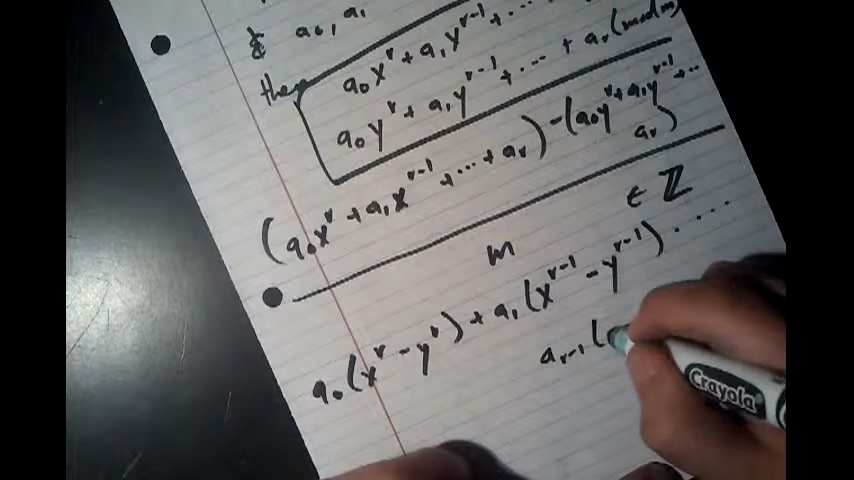 & a₀, a₁
then
a₀xʳ + a₁yʳ⁻¹ + ...
a₀yʳ + a₁yʳ⁻¹ + ... + aᵣ (mod m)
(a₀xʳ + a₁xʳ⁻¹ + ... + aᵣ) - (a₀yʳ + a₁yʳ⁻¹ + ...
aᵣ)
m
∈ ℤ
a₀(xʳ - yʳ) + a₁(xʳ⁻¹ - yʳ⁻¹) .....
aᵣ₋₁(
Crayola